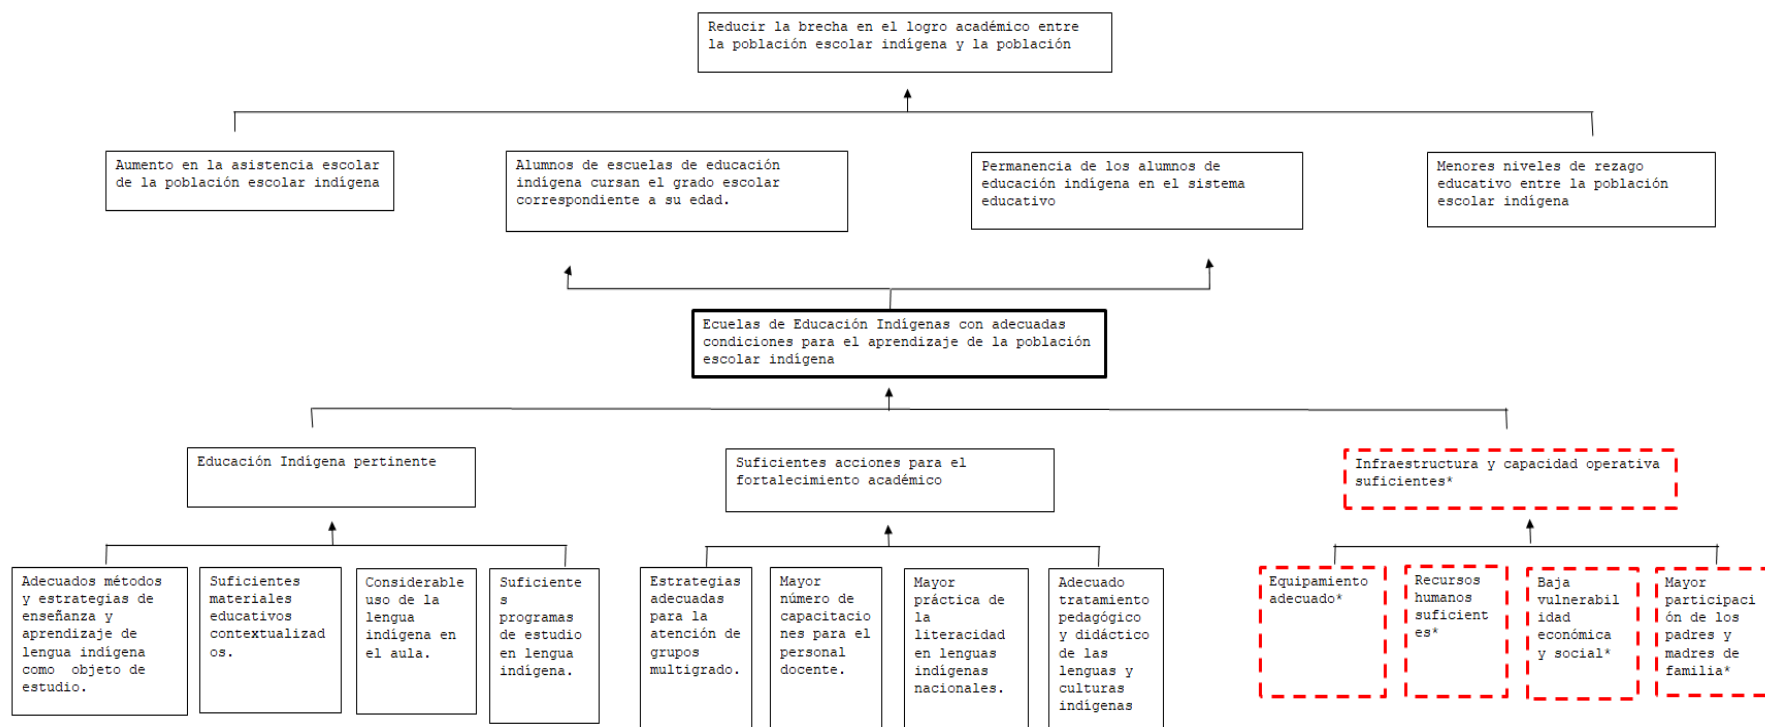 Reducir la brecha en el logro académico entre
la población escolar indígena y la población
Aumento en la asistencia escolar
de la población escolar indígena
Alumnos de escuelas de educación
indígena cursan el grado escolar
correspondiente a su edad.
Permanencia de los alumnos de
educación indígena en el sistema
educativo
Menores niveles de rezago
educativo entre la población
escolar indígena
Ecuelas de Educación Indígenas con adecuadas
condiciones para el aprendizaje de la población
escolar indígena
Educación Indígena pertinente
Suficientes acciones para el
fortalecimiento académico
Infraestructura y capacidad operativa
suficientes*
Adecuados métodos
y estrategias de
enseñanza y
aprendizaje de
lengua indígena
como objeto de
estudio.
Suficientes
materiales
educativos
contextualizad
os.
Considerable
uso de la
lengua
indígena en
el aula.
Suficiente
s
programas
de estudio
en lengua
indígena.
Estrategias
adecuadas
para la
atención de
grupos
multigrado.
Mayor
número de
capacitacio
nes para el
personal
docente.
Mayor
práctica de
la
literacidad
en lenguas
indígenas
nacionales.
Adecuado
tratamiento
pedagógico
y didáctico
de las
lenguas y
culturas
indígenas
Equipamiento
adecuado*
Recursos
humanos
suficient
es*
Baja
vulnerabil
idad
económica
y social*
Mayor
participaci
ón de los
padres y
madres de
familia*